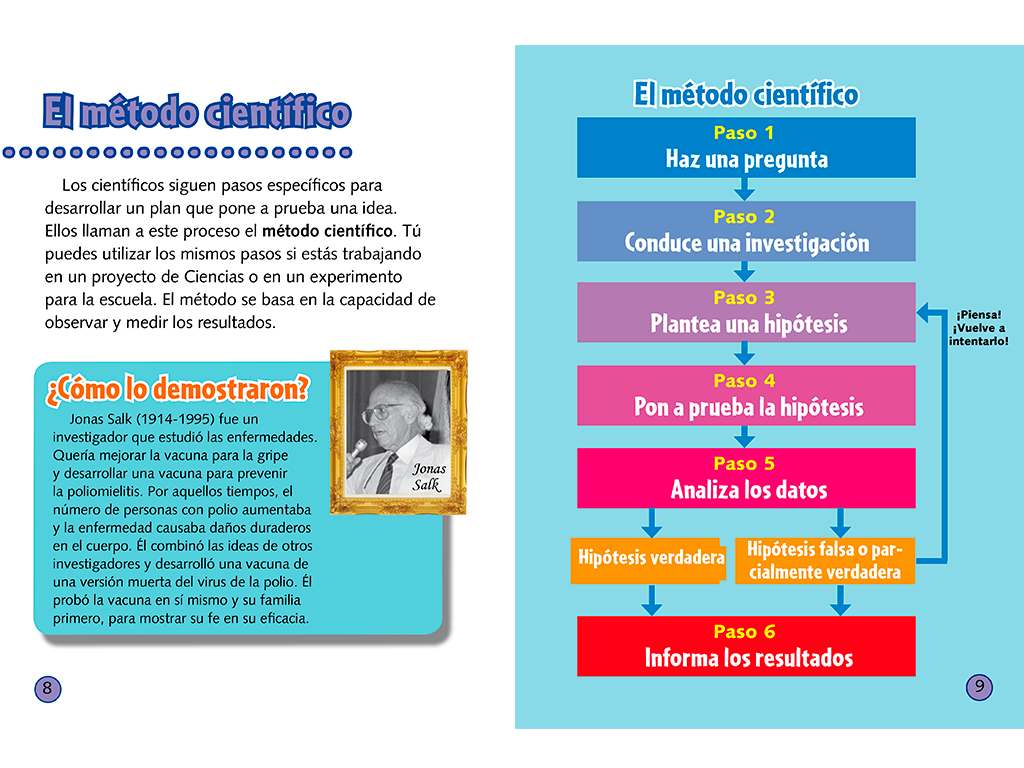 El método científico
Los científicos siguen pasos específicos para
desarrollar un plan que pone a prueba una idea.
Ellos llaman a este proceso el método científico. Tú
puedes utilizar los mismos pasos si estás trabajando
en un proyecto de Ciencias o en un experimento
para la escuela. El método se basa en la capacidad de
observar y medir los resultados.
¿Cómo lo demostraron?
Jonas Salk (1914-1995) fue un
investigador que estudió las enfermedades.
Quería mejorar la vacuna para la gripe
y desarrollar una vacuna para prevenir
la poliomielitis. Por aquellos tiempos, el
número de personas con polio aumentaba
y la enfermedad causaba daños duraderos
en el cuerpo. Él combinó las ideas de otros
investigadores y desarrolló una vacuna de
una versión muerta del virus de la polio. Él
probó la vacuna en sí mismo y su familia
primero, para mostrar su fe en su eficacia.
Jonas
Salk
8
El método científico
Paso 1
Haz una pregunta
Paso 2
Conduce una investigación
Paso 3
Plantea una hipótesis
¡Piensa!
¡Vuelve a
intentarlo!
Paso 4
Pon a prueba la hipótesis
Paso 5
Analiza los datos
Hipótesis verdadera
Hipótesis falsa o par-
cialmente verdadera
Paso 6
Informa los resultados
9